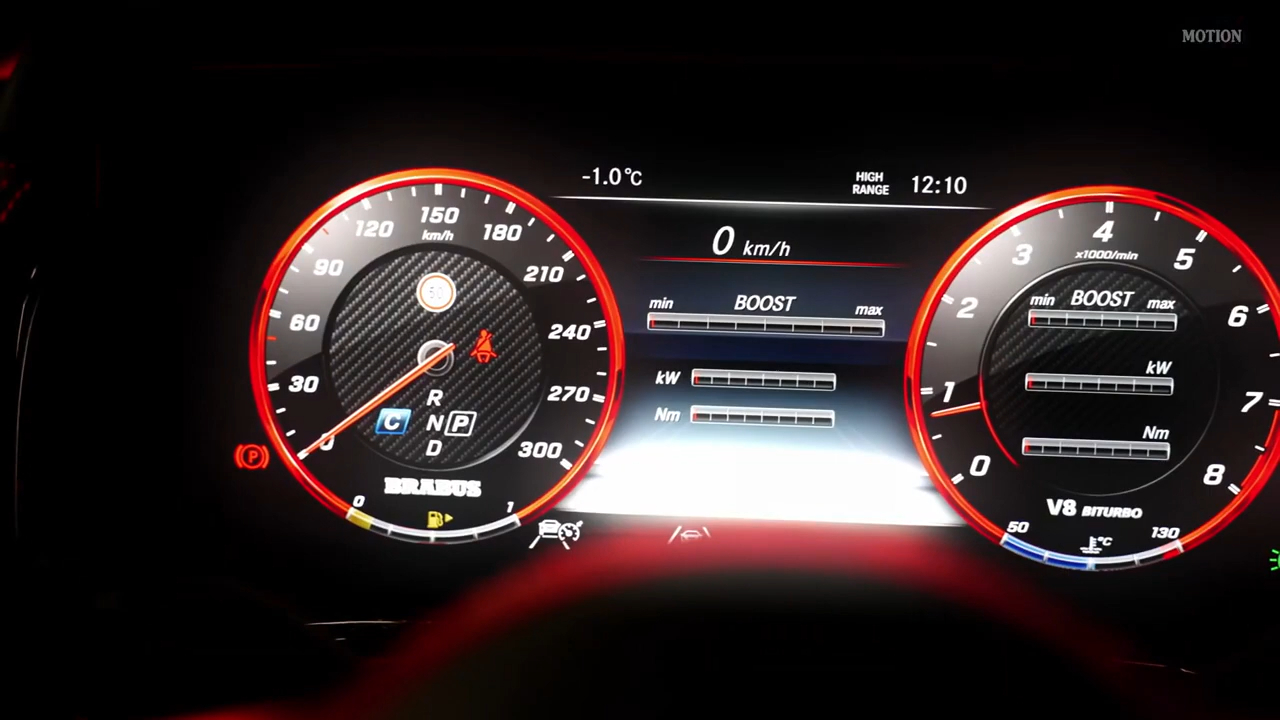 MOTION
-1.0°C
HIGH
RANGE
12:10
0 km/h
min BOOST max
kW
Nm
0
30
60
90
120
150
180
210
240
270
300
km/h
50
R
N
D
C
P
(P)
BRABUS
0
1
0
1
2
3
4
5
6
7
8
x1000/min
min BOOST max
kW
Nm
V8 BITURBO
50
°C
130